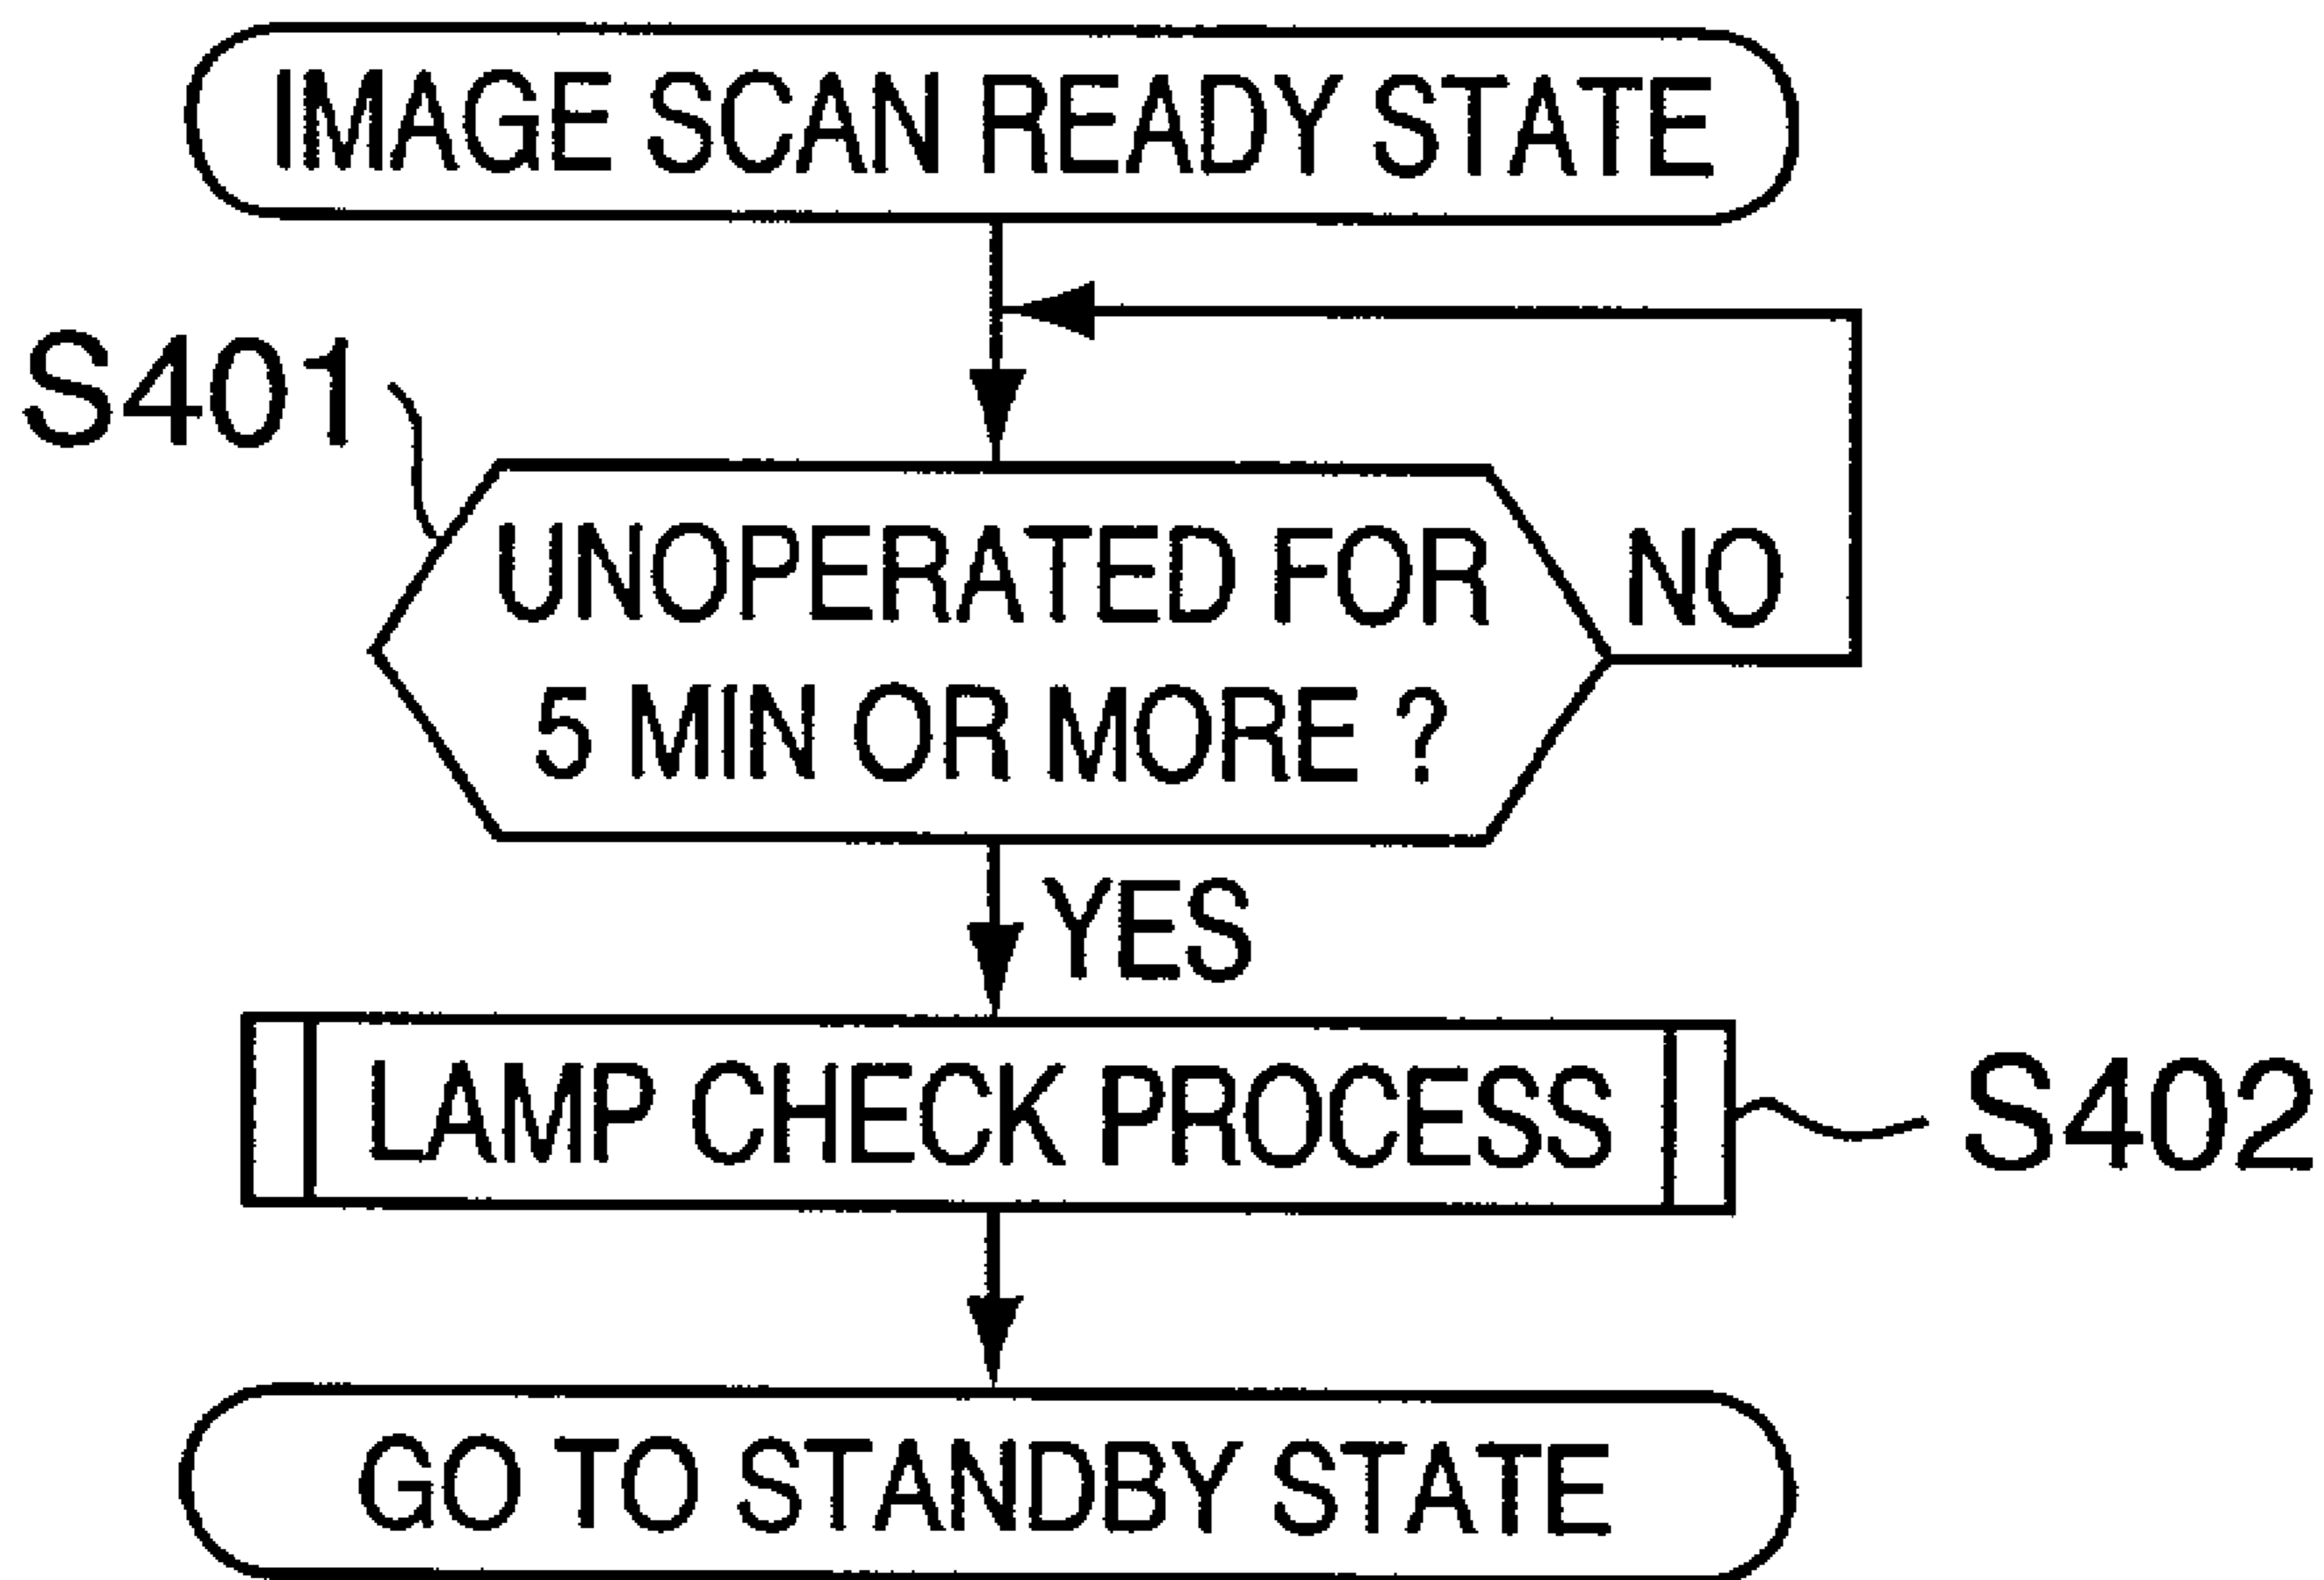 IMAGE SCAN READY STATE
S401
UNOPERATED FOR
5 MIN OR MORE ?
NO
YES
LAMP CHECK PROCESS
S402
GO TO STANDBY STATE